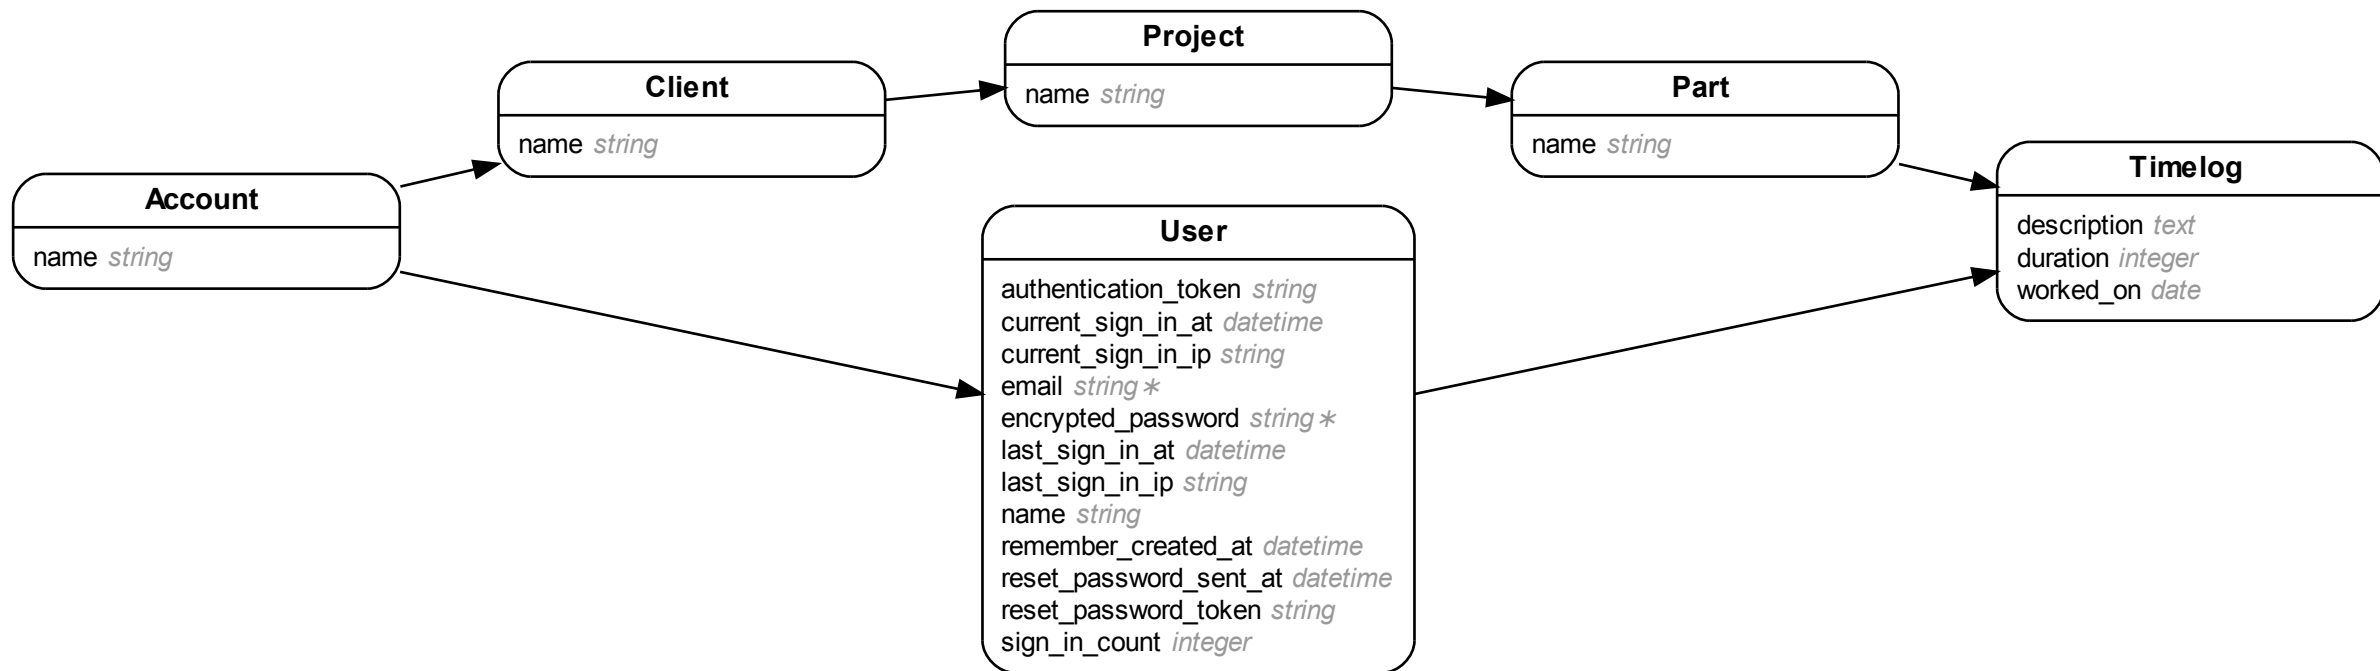 Project
name string
Client
name string
Part
name string
Account
name string
User
authentication_token string
current_sign_in_at datetime
current_sign_in_ip string
email string ∗
encrypted_password string ∗
last_sign_in_at datetime
last_sign_in_ip string
name string
remember_created_at datetime
reset_password_sent_at datetime
reset_password_token string
sign_in_count integer
Timelog
description text
duration integer
worked_on date